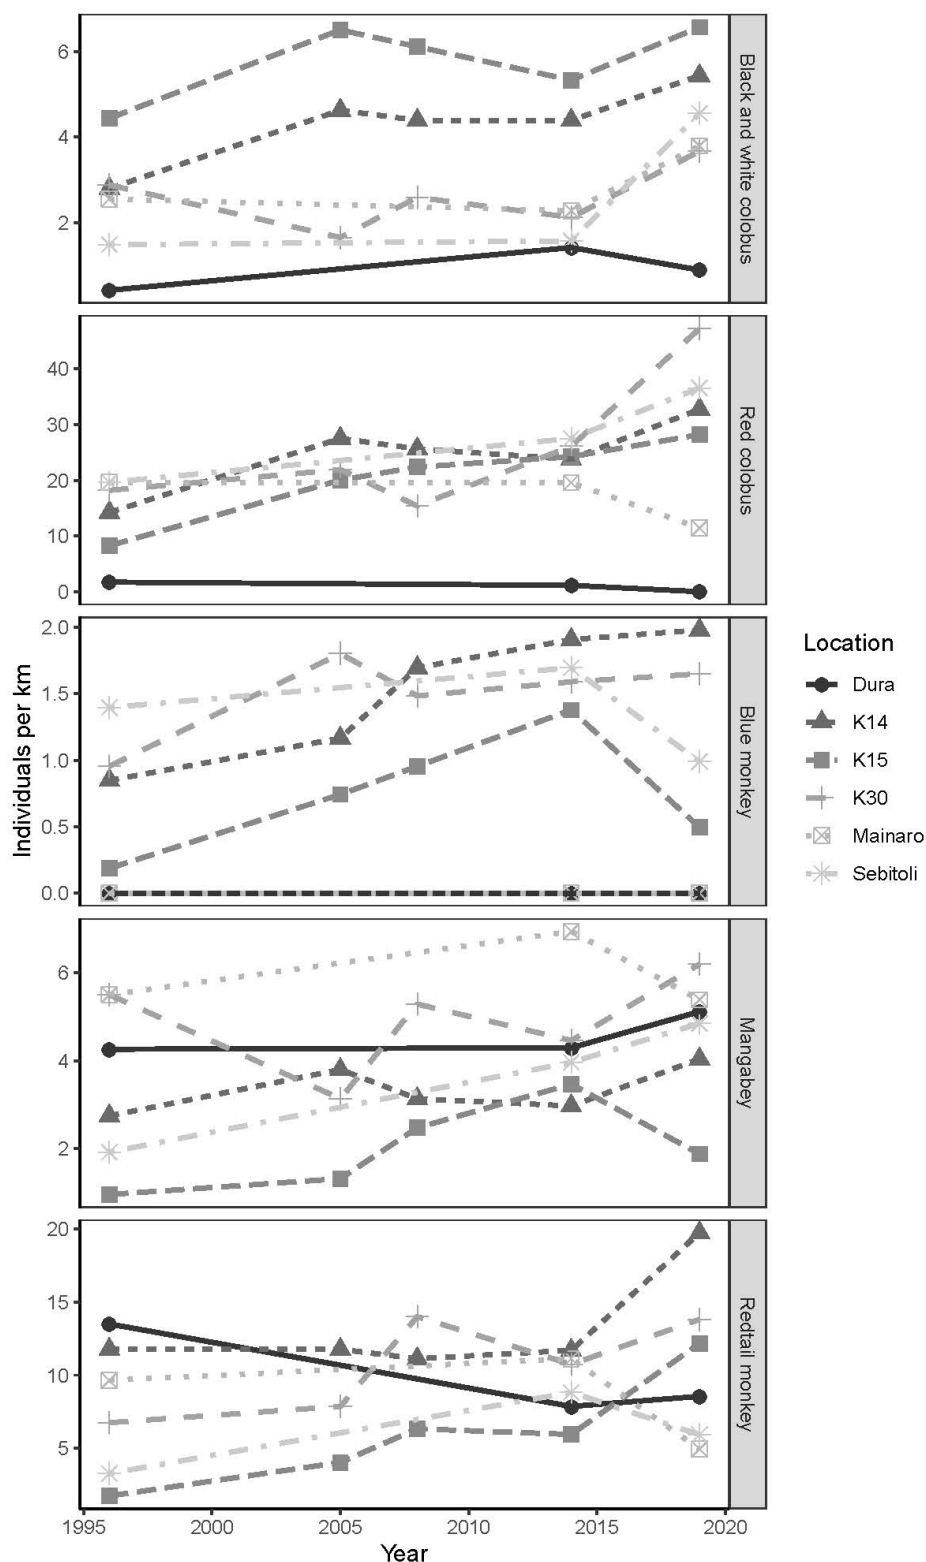 6
4
2
Black and white colobus
40
30
20
10
0
Red colobus
2.0
1.5
1.0
0.5
0.0
Blue monkey
6
4
2
Mangabey
20
15
10
5
Redtail monkey
1995 2000 2005 2010 2015 2020
Year
Individuals per km
Location
Dura
K14
K15
K30
Mainaro
Sebitoli